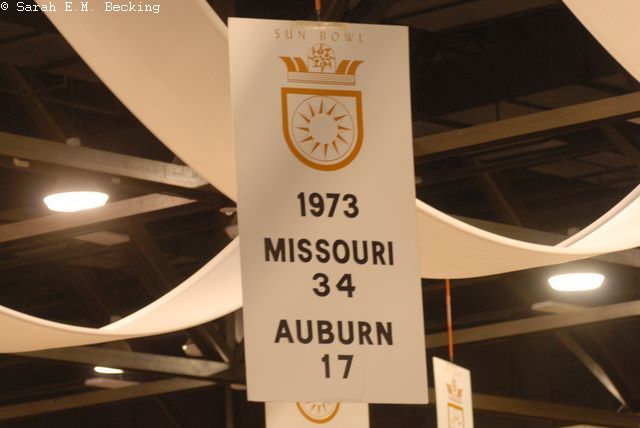 © Sarah E.M. Becking
SUN BOWL
1973
MISSOURI
34
AUBURN
17